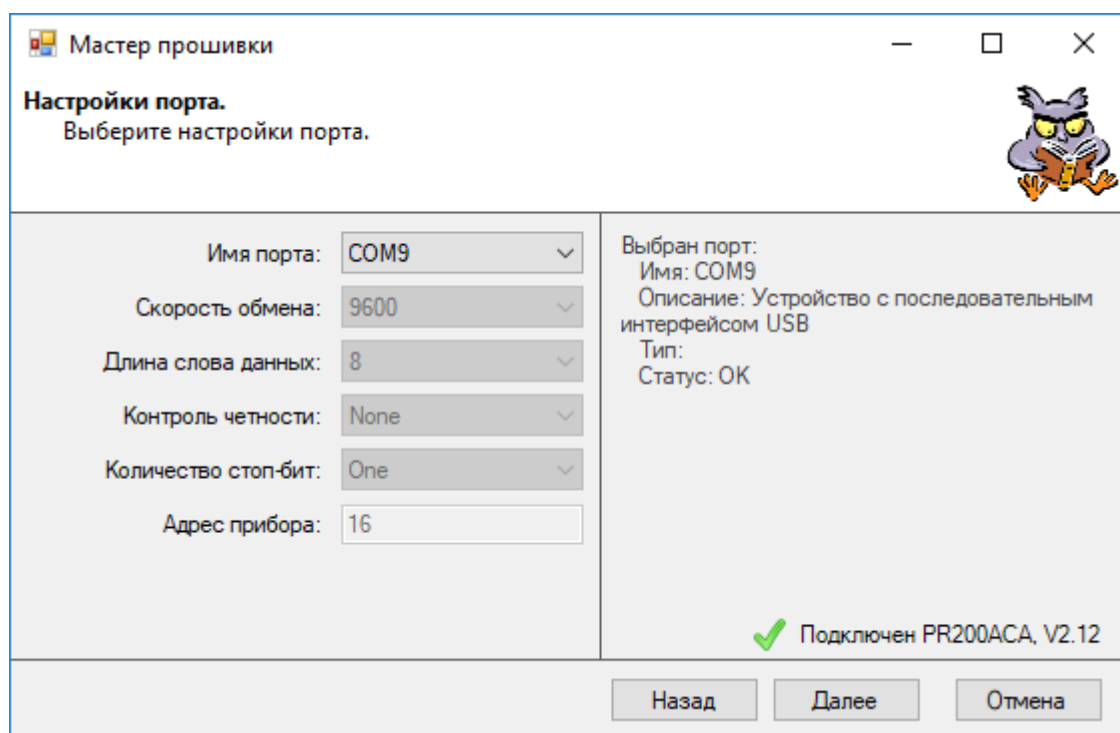 Мастер прошивки
Настройки порта.
Выберите настройки порта.
Имя порта: COM9
Скорость обмена: 9600
Длина слова данных: 8
Контроль четности: None
Количество стоп-бит: One
Адрес прибора: 16
Выбран порт:
Имя: COM9
Описание: Устройство с последовательным
интерфейсом USB
Тип:
Статус: OK
Подключен PR200ACA, V2.12
Назад Далее Отмена